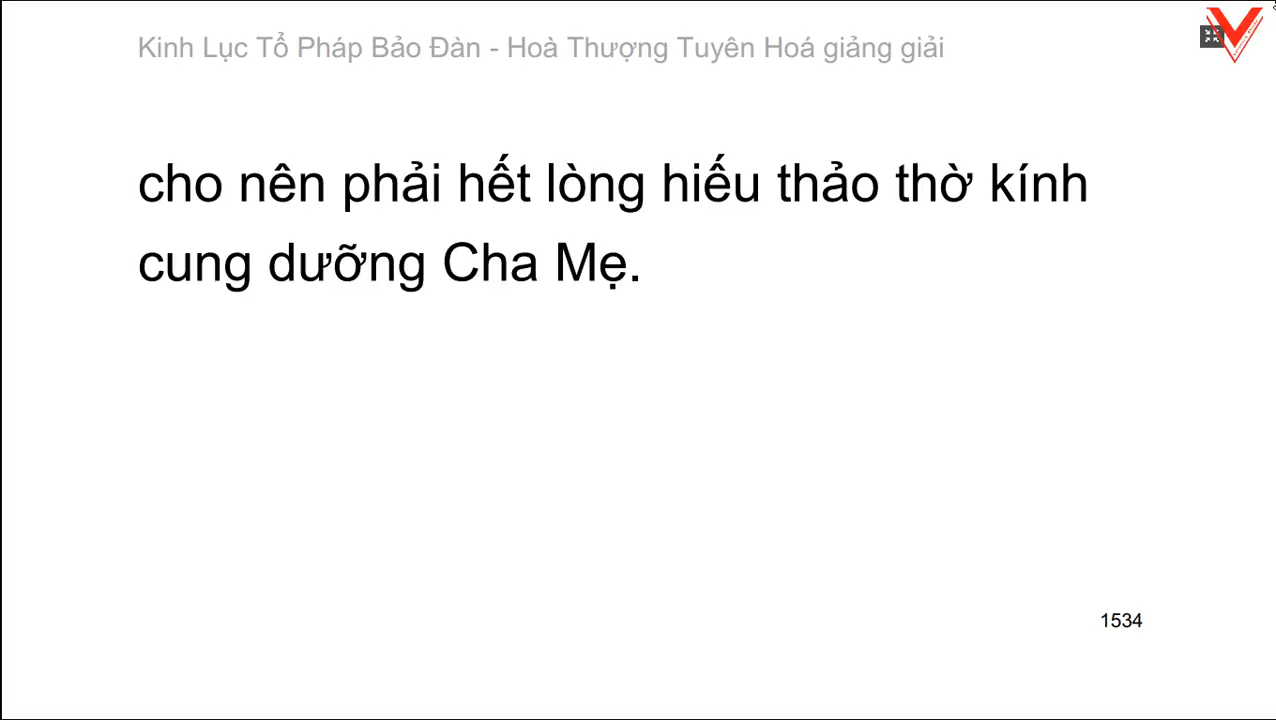 Kinh Lục Tổ Pháp Bảo Đàn - Hoà Thượng Tuyên Hoá giảng giải
cho nên phải hết lòng hiếu thảo thờ kính
cung dưỡng Cha Mẹ.
1534